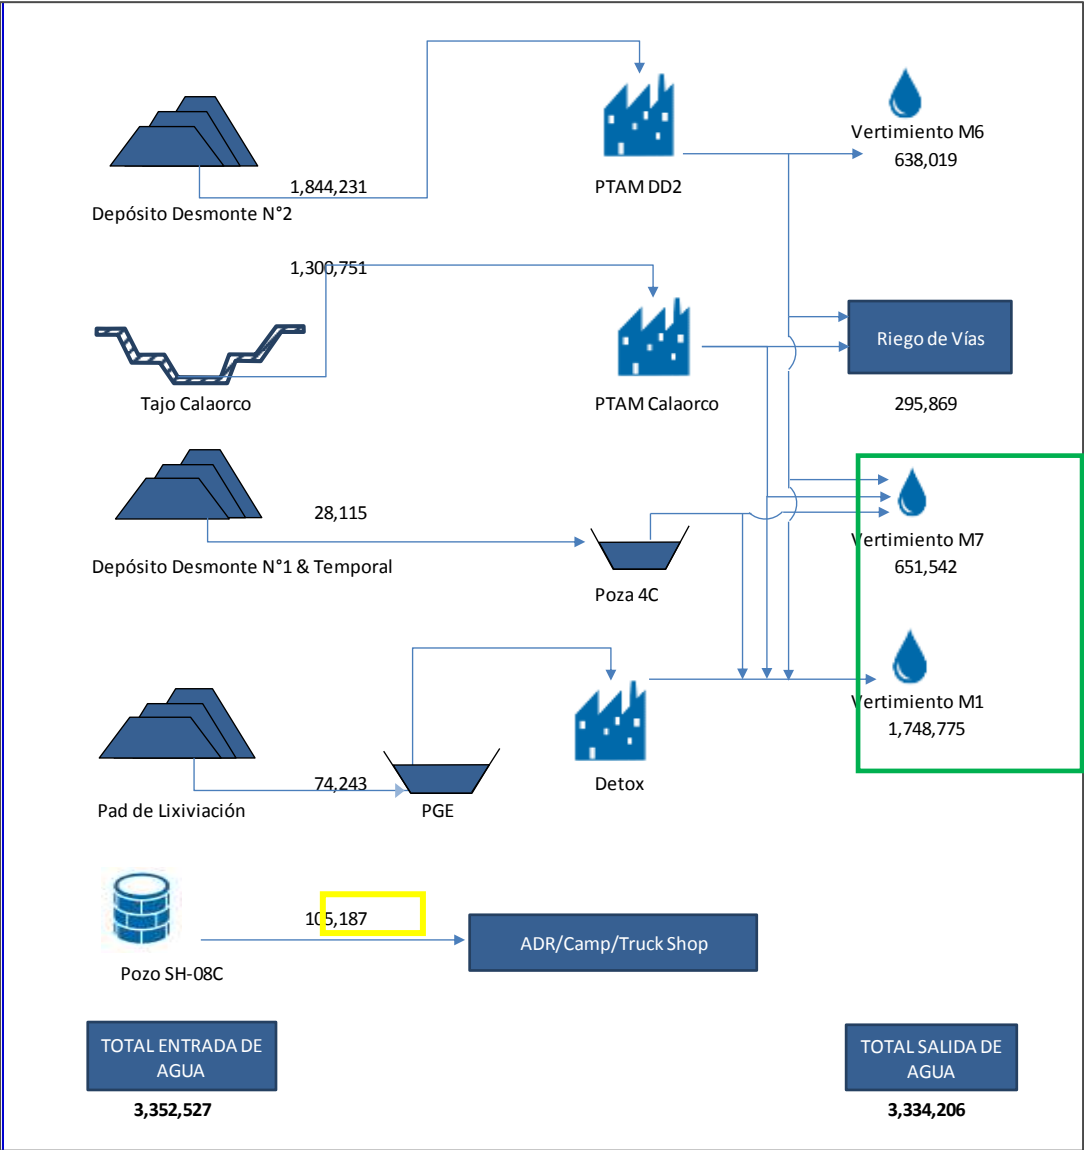 Vertimiento M6
1,844,231
PTAM DD2
638,019
Depósito Desmonte N°2
1,300,751
Riego de Vías
Tajo Calaorco
PTAM Calaorco
295,869
28,115
Vertimiento M7
Depósito Desmonte N°1 & Temporal
651,542
Poza 4C
Vertimiento M1
1,748,775
74,243
Detox
Pad de Lixiviación
PGE
105,187
ADR/Camp/Truck Shop
Pozo SH-08C
TOTAL ENTRADA DE
AGUA
3,352,527
TOTAL SALIDA DE
AGUA
3,334,206